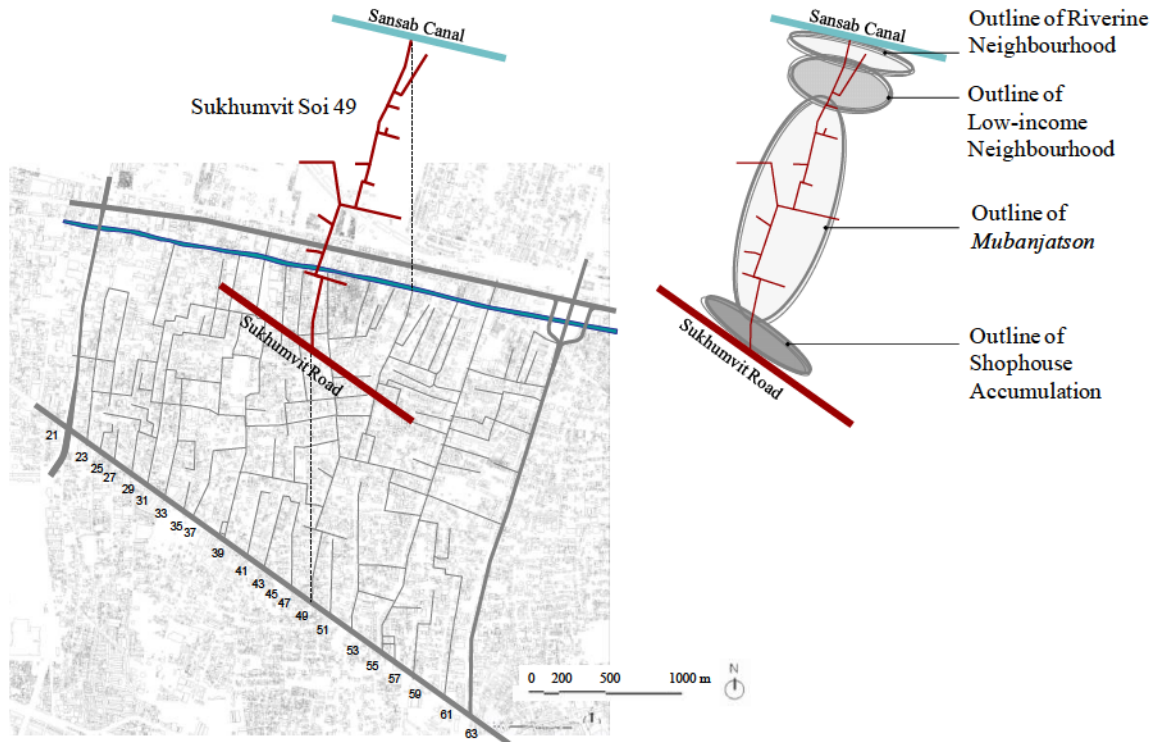 Sansab Canal
Sukhumvit Soi 49
Sukhumvit Road
21
23
25
27
29
31
33
35
37
39
41
43
45
47
49
51
53
55
57
59
61
63
0 200 500 1000 m
N
Sansab Canal
Sukhumvit Road
Outline of Riverine
Neighbourhood
Outline of
Low-income
Neighbourhood
Outline of
Mubanjatson
Outline of
Shophouse
Accumulation